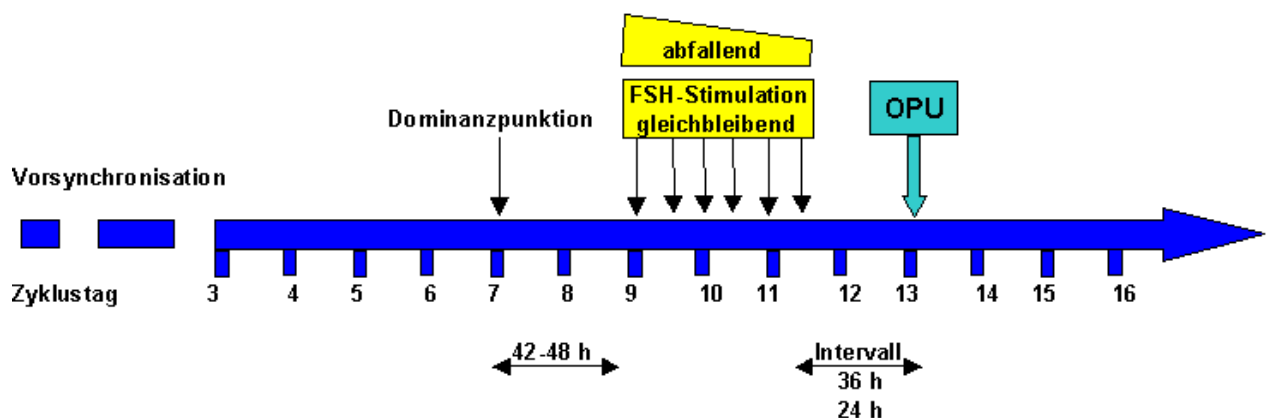 abfallend
FSH-Stimulation
gleichbleibend
OPU
Dominanzpunktion
Vorsynchronisation
Zyklustag 3 4 5 6 7 8 9 10 11 12 13 14 15 16
42-48 h
Intervall
36 h
24 h